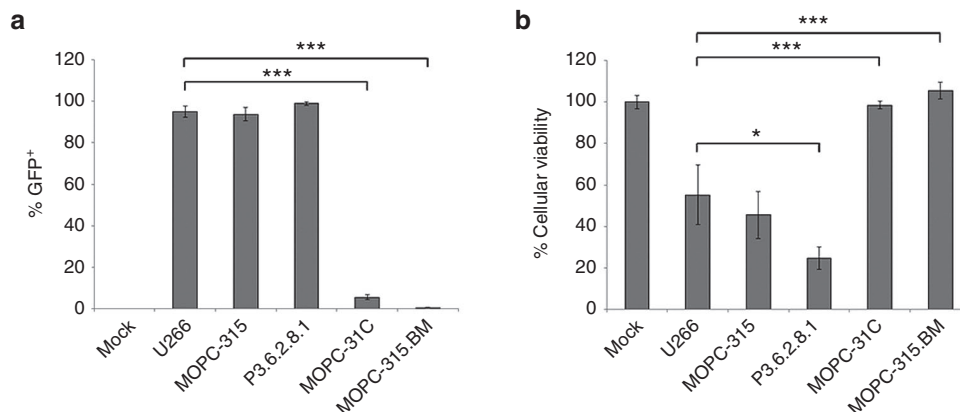 a
% GFP+
120
100
80
60
40
20
0
***
***
Mock
U266
MOPC-315
P3.6.2.8.1
MOPC-31C
MOPC-315.BM
b
% Cellular viability
120
100
80
60
40
20
0
***
***
*
Mock
U266
MOPC-315
P3.6.2.8.1
MOPC-31C
MOPC-315.BM